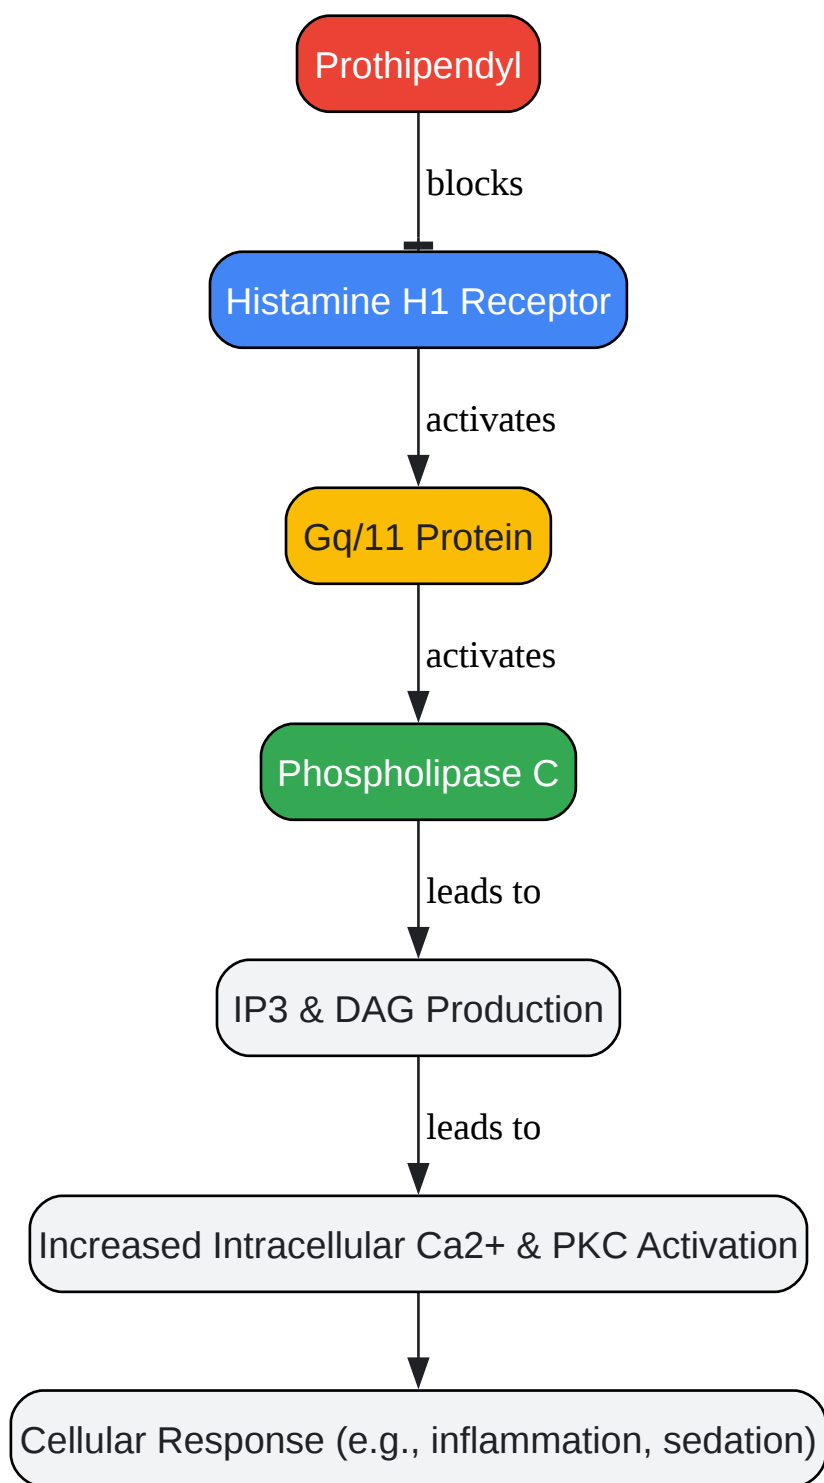 Prothipendyl
blocks
Histamine H1 Receptor
activates
Gq/11 Protein
activates
Phospholipase C
leads to
IP3 & DAG Production
leads to
Increased Intracellular Ca2+ & PKC Activation
Cellular Response (e.g., inflammation, sedation)